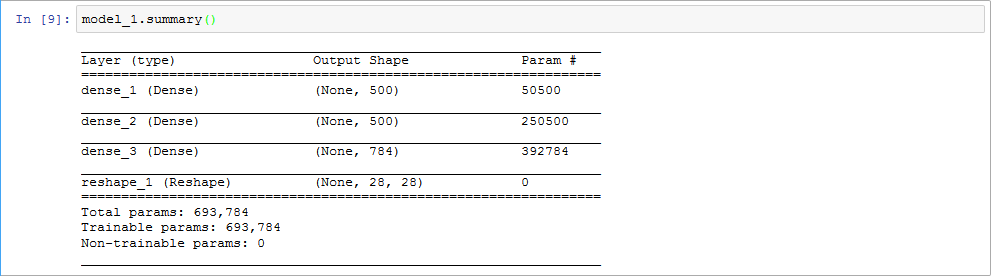 In [9]: model_1.summary()
Layer (type) Output Shape Param #
dense_1 (Dense) (None, 500) 50500
dense_2 (Dense) (None, 500) 250500
dense_3 (Dense) (None, 784) 392784
reshape_1 (Reshape) (None, 28, 28) 0
Total params: 693,784
Trainable params: 693,784
Non-trainable params: 0